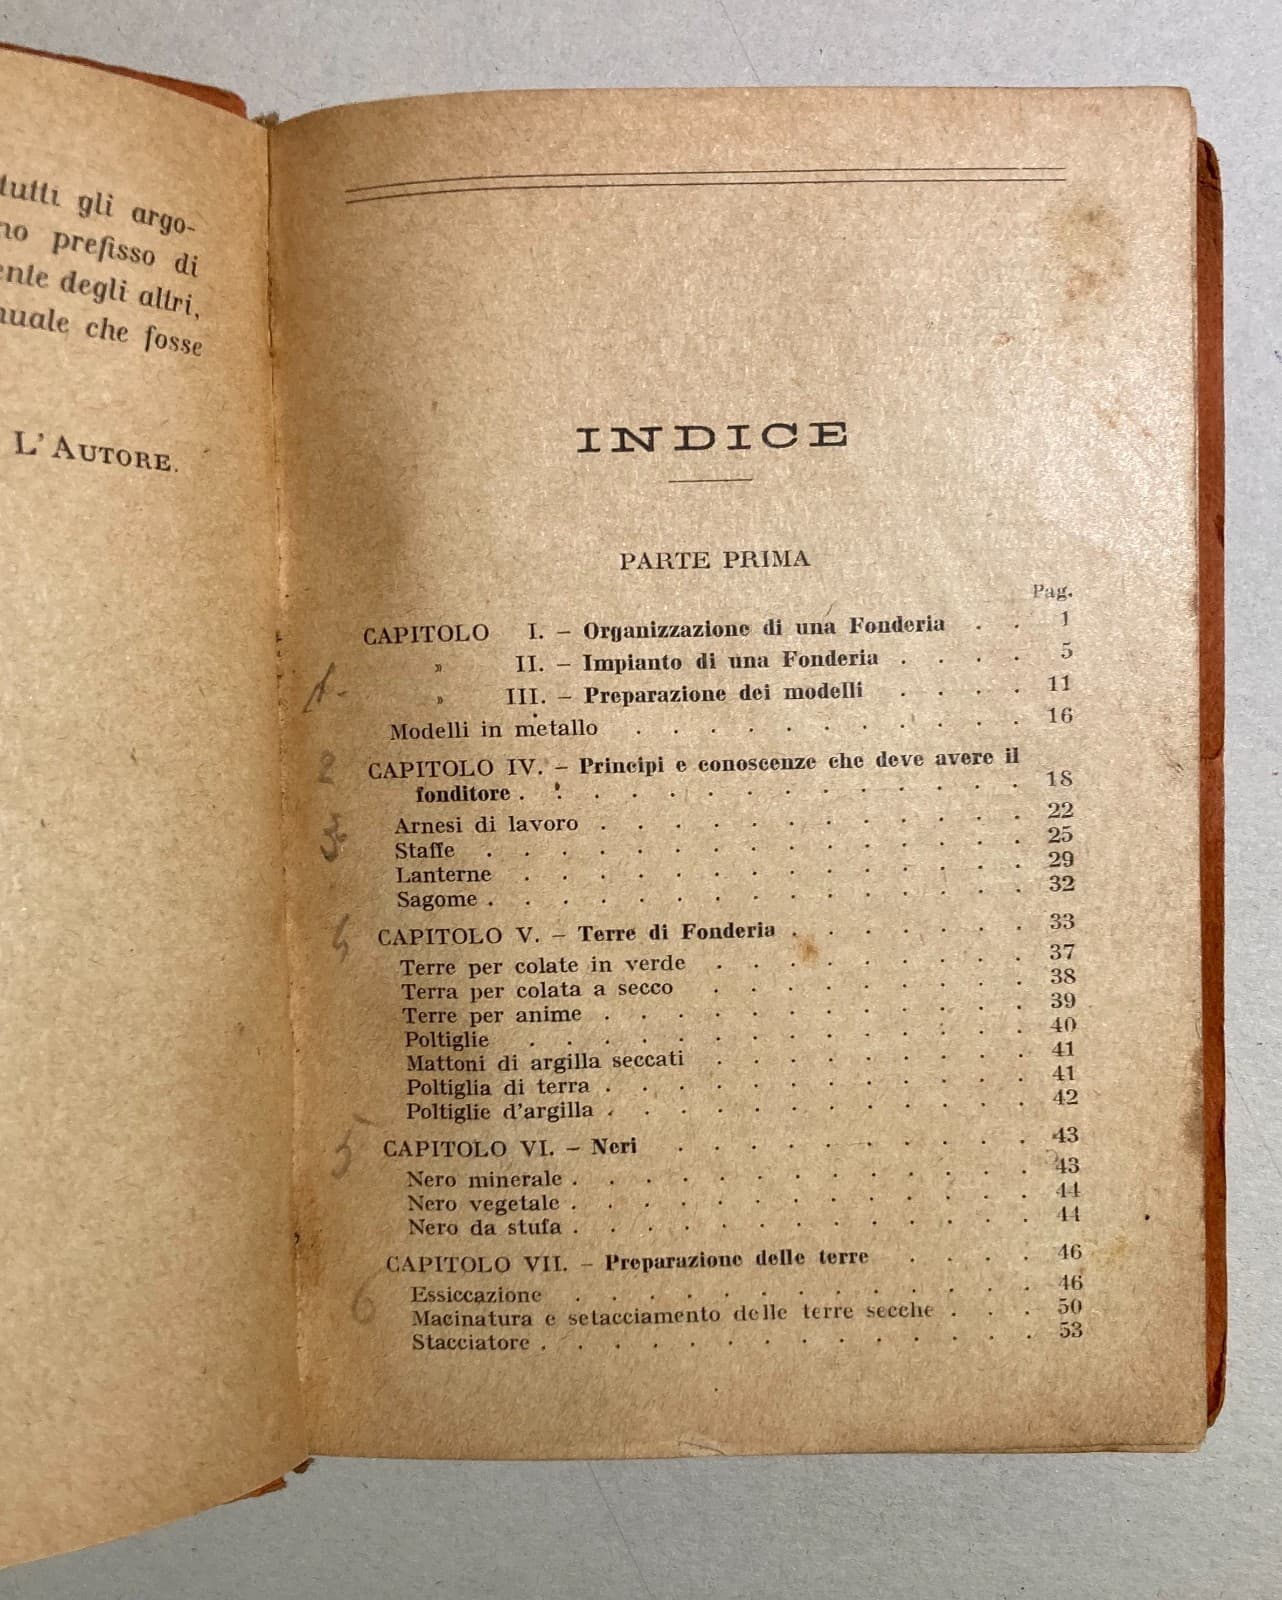 tutti gli argo-
no prefisso di
degli altri,
che fosse
L'AUTORE.
INDICE
PARTE PRIMA
Pag.
CAPITOLO I. – Organizzazione di una Fonderia . . 1
» II. – Impianto di una Fonderia . . . . 5
1. » III. – Preparazione dei modelli . . . . 11
Modelli in metallo . . . . . . . . . . . 16
2 CAPITOLO IV. – Principi e conoscenze che deve avere il
fonditore . . . . . . . . . . . . . . 18
3 Arnesi di lavoro . . . . . . . . . . . . 22
Staffe . . . . . . . . . . . . . . . 25
Lanterne . . . . . . . . . . . . . . 29
Sagome . . . . . . . . . . . . . . . 32
4 CAPITOLO V. – Terre di Fonderia . . . . . . . 33
Terre per colate in verde . . . . . . . . . 37
Terra per colata a secco . . . . . . . . . 38
Terre per anime . . . . . . . . . . . . 39
Poltiglie . . . . . . . . . . . . . . 40
Mattoni di argilla seccati . . . . . . . . . 41
Poltiglia di terra . . . . . . . . . . . . 41
Poltiglie d'argilla . . . . . . . . . . . . 42
5 CAPITOLO VI. – Neri . . . . . . . . . . 43
Nero minerale . . . . . . . . . . . . . 43
Nero vegetale . . . . . . . . . . . . . 44
Nero da stufa . . . . . . . . . . . . . 44
CAPITOLO VII. – Preparazione delle terre . . . . 46
6 Essiccazione . . . . . . . . . . . . . 46
Macinatura e setacciamento delle terre secche . . . 50
Stacciatore . . . . . . . . . . . . . . 53